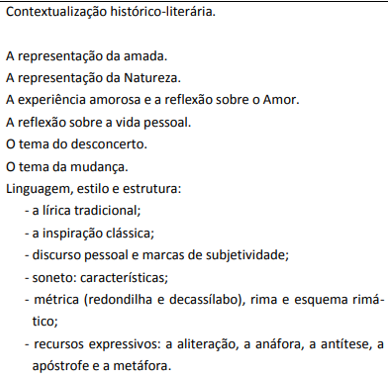 Contextualização histórico-literária.
A representação da amada.
A representação da Natureza.
A experiência amorosa e a reflexão sobre o Amor.
A reflexão sobre a vida pessoal.
O tema do desconcerto.
O tema da mudança.
Linguagem, estilo e estrutura:
- a lírica tradicional;
- a inspiração clássica;
- discurso pessoal e marcas de subjetividade;
- soneto: características;
- métrica (redondilha e decassílabo), rima e esquema rimá-
tico;
- recursos expressivos: a aliteração, a anáfora, a antítese, a
apóstrofe e a metáfora.